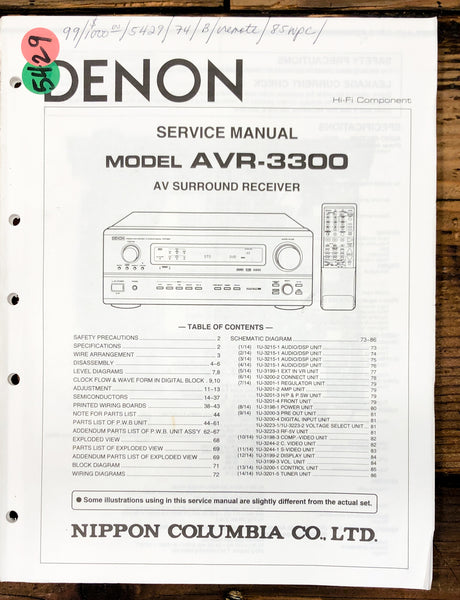 99/$1000.00/5429/74/B/remote/85wpc/
5429
DENON
Hi-Fi Component
SERVICE MANUAL
MODEL AVR-3300
AV SURROUND RECEIVER
DENON
— TABLE OF CONTENTS —
SAFETY PRECAUTIONS 2
SPECIFICATIONS 2
WIRE ARRANGEMENT 3
DISASSEMBLY 4~6
LEVEL DIAGRAMS 7,8
CLOCK FLOW & WAVE FORM IN DIGITAL BLOCK 9,10
ADJUSTMENT 11~13
SEMICONDUCTORS 14~37
PRINTED WIRING BOARDS 38~43
NOTE FOR PARTS LIST 44
PARTS LIST OF P.W.B UNIT 44~61
ADDENDUM PARTS LIST OF P.W.B UNIT ASS'Y 62~67
EXPLODED VIEW 68
PARTS LIST OF EXPLODED VIEW 69
ADDENDUM PARTS LIST OF EXPLODED VIEW 69
BLOCK DIAGRAM 71
WIRING DIAGRAMS 72
SCHEMATIC DIAGRAM 73~86
(1/14) 1U-3215-1 AUDIO/DSP UNIT 73
(2/14) 1U-3215-1 AUDIO/DSP UNIT 74
(3/14) 1U-3215-1 AUDIO/DSP UNIT 75
(4/14) 1U-3215-1 AUDIO/DSP UNIT 76
(5/14) 1U-3199-1 EXT IN VR UNIT 77
(6/14) 1U-3200-2 CONNECT UNIT 78
(7/14) 1U-3201-1 REGULATOR UNIT 79
1U-3201-2 AMP UNIT 79
1U-3201-3 H/P & P.SW UNIT 79
1U-3201-4 FRONT UNIT 79
(8/14) 1U-3198-1 POWER UNIT 80
(9/14) 1U-3200-3 PRE OUT UNIT 81
1U-3200-4 DIGITAL INPUT UNIT 81
1U-3223-1/1U-3223-2 VOLTAGE SELECT UNIT 81
1U-3223-3 RF-SV UNIT 81
(10/14) 1U-3198-3 COMP.-VIDEO UNIT 82
1U-3244-2 C. VIDEO UNIT 82
(11/14) 1U-3244-1 S-VIDEO UNIT 83
(12/14) 1U-3199-2 DISPLAY UNIT 84
1U-3199-3 VOL. UNIT 84
(13/14) 1U-3200-1 CONTROL UNIT 85
(14/14) 1U-3201-5 TUNER UNIT 86
● Some illustrations using in this service manual are slightly different from the actual set.
NIPPON COLUMBIA CO., LTD.